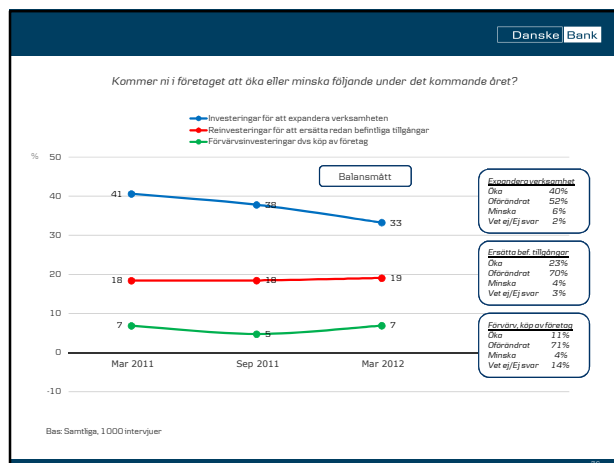 Danske Bank
Kommer ni i företaget att öka eller minska följande under det kommande året?
Investeringar för att expandera verksamheten
Reinvesteringar för att ersätta redan befintliga tillgångar
Förvärvsinvesteringar dvs köp av företag
%
50
40
30
20
10
0
-10
Balansmått
41
38
33
18
18
19
7
5
7
Mar 2011
Sep 2011
Mar 2012
Expandera verksamhet
Öka 40%
Oförändrat 52%
Minska 6%
Vet ej/Ej svar 2%
Ersätta bef. tillgångar
Öka 23%
Oförändrat 70%
Minska 4%
Vet ej/Ej svar 3%
Förvärv, köp av företag
Öka 11%
Oförändrat 71%
Minska 4%
Vet ej/Ej svar 14%
Bas: Samtliga, 1000 intervjuer